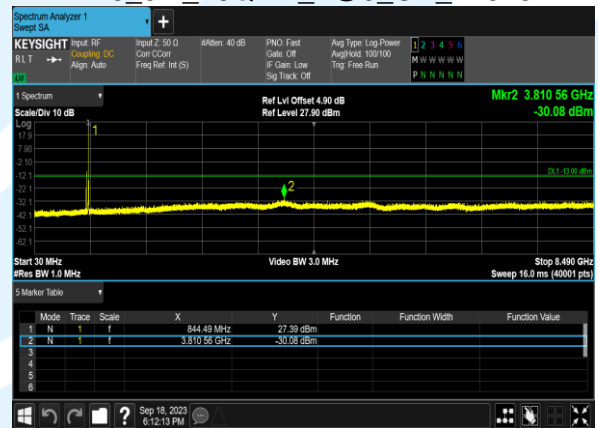 Spectrum Analyzer 1
Swept SA
+
KEYSIGHT Input: RF Input Z: 50 Ω #Atten: 40 dB PNO: Fast Avg Type: Log-Power 1 2 3 4 5 6
RLT Coupling: DC Corr CCorr Gate: Off Avg|Hold: 100/100 M W W W W W
Align: Auto Freq Ref: Int (S) IF Gain: Low Trig: Free Run
LW Sig Track: Off P N N N N N
1 Spectrum Ref Lvl Offset 4.90 dB Mkr2 3.810 56 GHz
Scale/Div 10 dB Ref Level 27.90 dBm -30.08 dBm
Log
1
17.9
7.90
-2.10
-12.1 DL1 -13.00 dBm
-22.1 2
-32.1
-42.1
-52.1
-62.1
Start 30 MHz Video BW 3.0 MHz Stop 8.490 GHz
#Res BW 1.0 MHz Sweep 16.0 ms (40001 pts)
5 Marker Table
Mode Trace Scale X Y Function Function Width Function Value
1 N 1 f 844.49 MHz 27.39 dBm
2 N 1 f 3.810 56 GHz -30.08 dBm
3
4
5
6
? Sep 18, 2023
6:12:13 PM